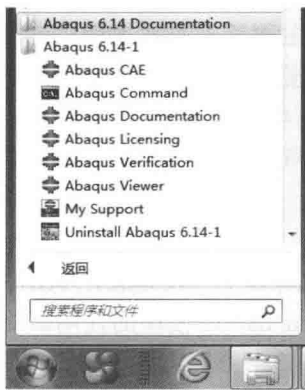 Abaqus 6.14 Documentation
Abaqus 6.14-1
Abaqus CAE
Abaqus Command
Abaqus Documentation
Abaqus Licensing
Abaqus Verification
Abaqus Viewer
My Support
Uninstall Abaqus 6.14-1
返回
搜索程序和文件